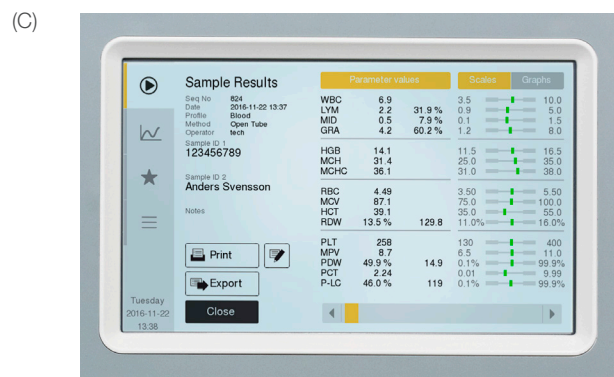 (C)
Sample Results
Seq No 824
Date 2016-11-22 13:37
Profile Blood
Method Open Tube
Operator tech
Sample ID 1
123456789
Sample ID 2
Anders Svensson
Notes
Print
Export
Close
Tuesday
2016-11-22
13:38
Parameter values
Scales Graphs
WBC 6.9 3.5 10.0
LYM 2.2 31.9 % 0.9 5.0
MID 0.5 7.9 % 0.1 1.5
GRA 4.2 60.2 % 1.2 8.0
HGB 14.1 11.5 16.5
MCH 31.4 25.0 35.0
MCHC 36.1 31.0 38.0
RBC 4.49 3.50 5.50
MCV 87.1 75.0 100.0
HCT 39.1 35.0 55.0
RDW 13.5 % 129.8 11.0% 16.0%
PLT 258 130 400
MPV 8.7 6.5 11.0
PDW 49.9 % 14.9 0.1% 99.9%
PCT 2.24 0.01 9.99
P-LC 46.0 % 119 0.1% 99.9%